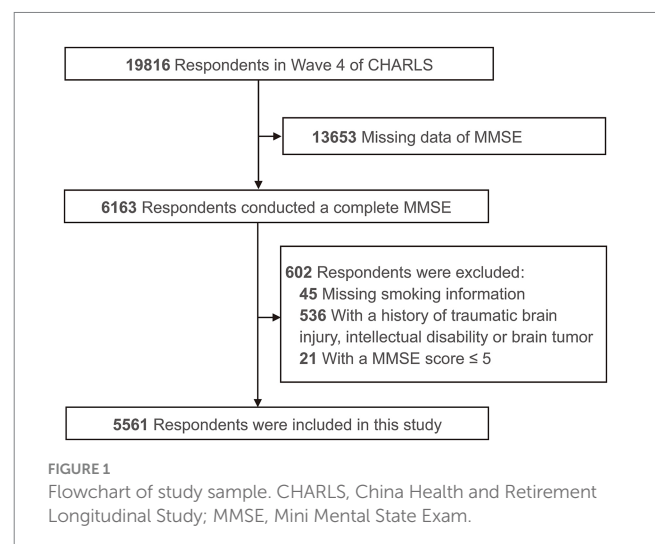 19816 Respondents in Wave 4 of CHARLS
13653 Missing data of MMSE
6163 Respondents conducted a complete MMSE
602 Respondents were excluded:
45 Missing smoking information
536 With a history of traumatic brain
injury, intellectual disability or brain tumor
21 With a MMSE score ≤ 5
5561 Respondents were included in this study
FIGURE 1
Flowchart of study sample. CHARLS, China Health and Retirement
Longitudinal Study; MMSE, Mini Mental State Exam.